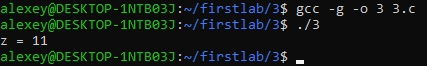 alexey@DESKTOP-1NTB03J:~/firstlab/3$ gcc -g -o 3 3.c
alexey@DESKTOP-1NTB03J:~/firstlab/3$ ./3
z = 11
alexey@DESKTOP-1NTB03J:~/firstlab/3$